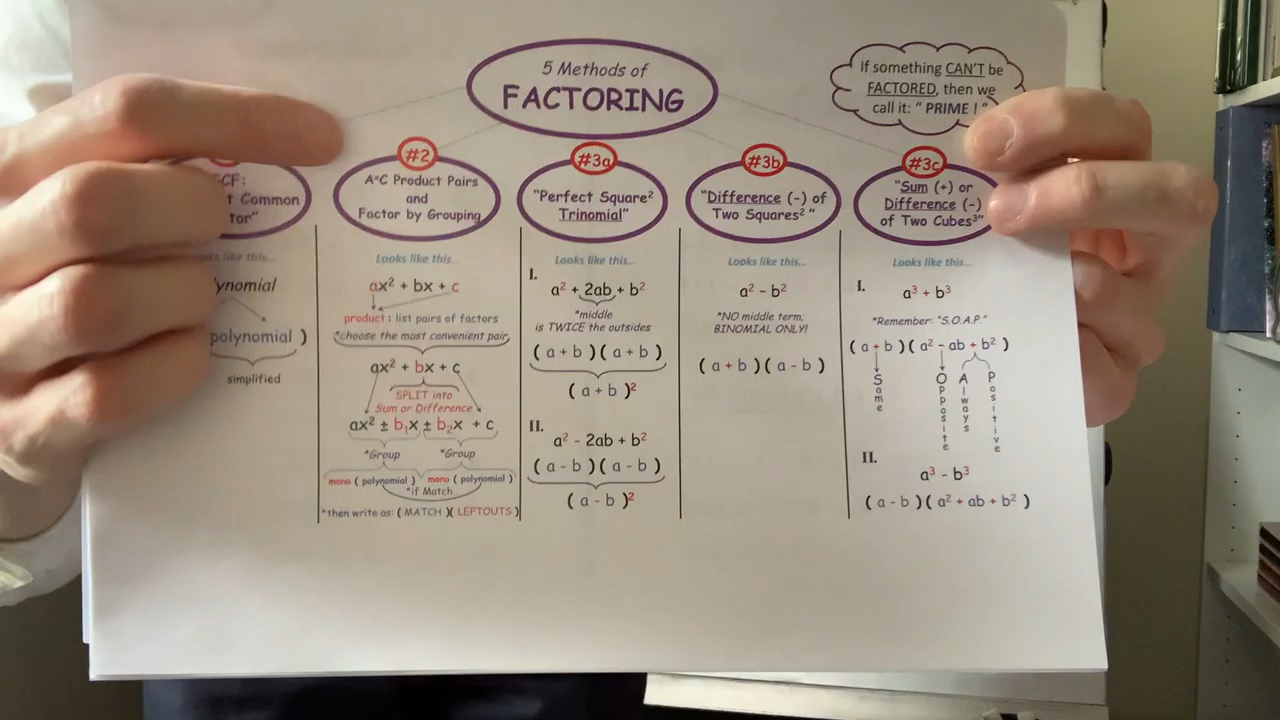 5 Methods of
FACTORING
If something CAN'T be
FACTORED, then we
call it: " PRIME ! "
Common
polynomial )
simplified
#2
A*C Product Pairs
and
Factor by Grouping
Looks like this...
ax² + bx + c
product: list pairs of factors
*choose the most convenient pair
ax² + bx + c
SPLIT into
Sum or Difference
ax² ± b₁x ± b₂x + c
*Group *Group
mono ( polynomial ) mono ( polynomial )
*if Match
*then write as: ( MATCH )( LEFTOUTS )
#3a
"Perfect Square²
Trinomial"
Looks like this...
I.
a² + 2ab + b²
*middle
is TWICE the outsides
( a + b )( a + b )
( a + b )²
II.
a² - 2ab + b²
( a - b )( a - b )
( a - b )²
#3b
"Difference (-) of
Two Squares² "
Looks like this...
a² - b²
*NO middle term,
BINOMIAL ONLY!
( a + b )( a - b )
#3c
"Sum (+) or
Difference (-)
of Two Cubes³"
Looks like this...
I.
a³ + b³
*Remember: "S.O.A.P."
( a + b )( a² - ab + b² )
Same
Opposite
Always
Positive
II.
a³ - b³
( a - b )( a² + ab + b² )